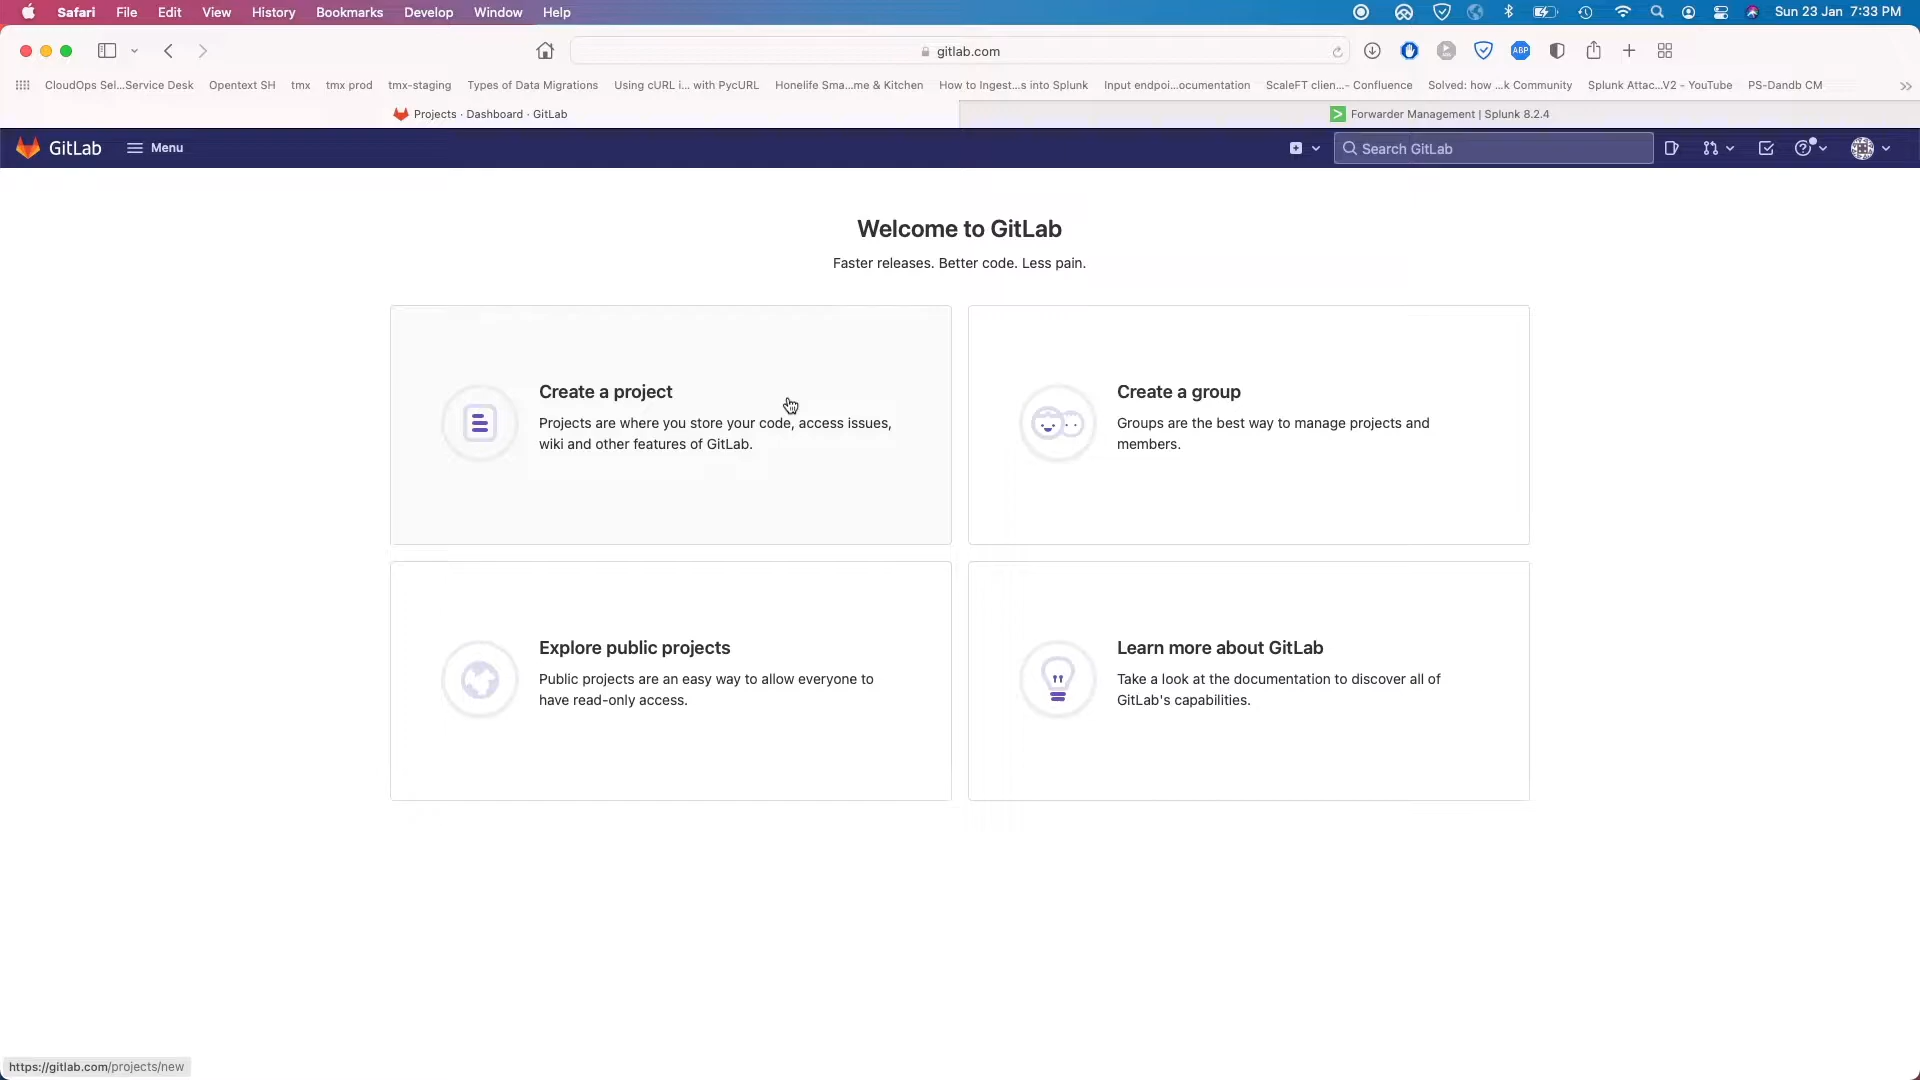 Safari File Edit View History Bookmarks Develop Window Help Sun 23 Jan 7:33 PM
gitlab.com ABP
CloudOps Sel...Service Desk Opentext SH tmx tmx prod tmx-staging Types of Data Migrations Using cURL i... with PycURL Honelife Sma...me & Kitchen How to Ingest...s into Splunk Input endpoi...ocumentation ScaleFT clien...- Confluence Solved: how ...k Community Splunk Attac...V2 - YouTube PS-Dandb CM
Projects · Dashboard · GitLab Forwarder Management | Splunk 8.2.4
GitLab Menu Search GitLab
Welcome to GitLab
Faster releases. Better code. Less pain.
Create a project
Projects are where you store your code, access issues,
wiki and other features of GitLab.
Create a group
Groups are the best way to manage projects and
members.
Explore public projects
Public projects are an easy way to allow everyone to
have read-only access.
Learn more about GitLab
Take a look at the documentation to discover all of
GitLab's capabilities.
https://gitlab.com/projects/new